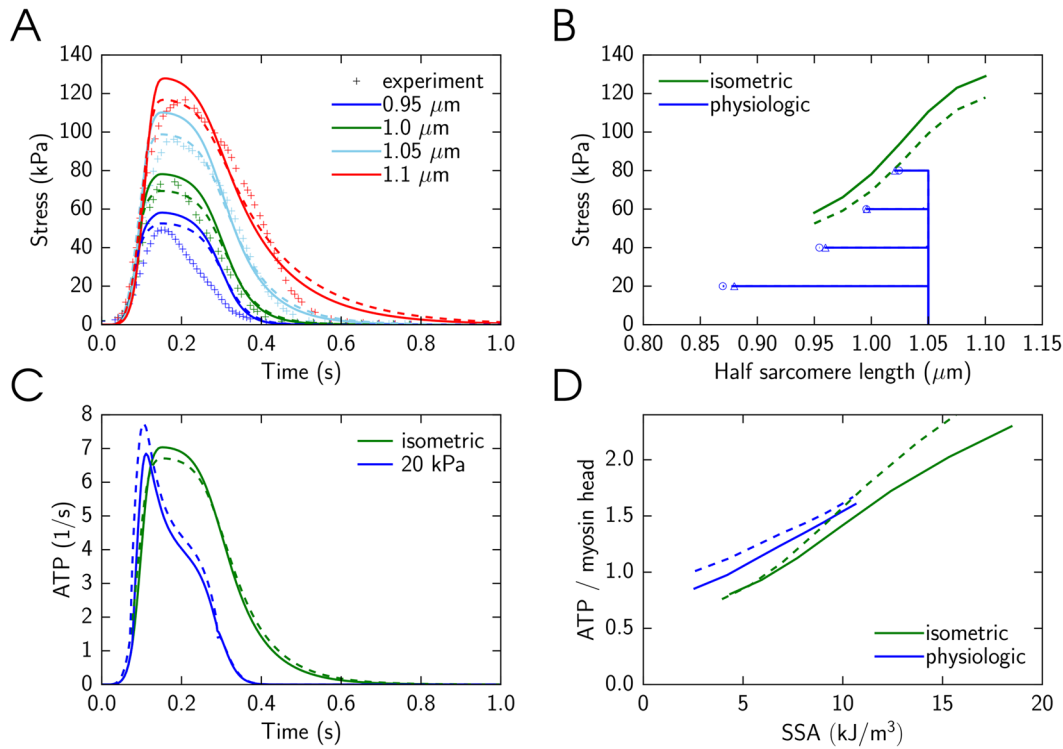 A
Stress (kPa)
140
120
100
80
60
40
20
0
experiment
0.95 μm
1.0 μm
1.05 μm
1.1 μm
0.0 0.2 0.4 0.6 0.8 1.0
Time (s)
B
Stress (kPa)
140
120
100
80
60
40
20
0
isometric
physiologic
0.80 0.85 0.90 0.95 1.00 1.05 1.10 1.15
Half sarcomere length (μm)
C
ATP (1/s)
8
7
6
5
4
3
2
1
0
isometric
20 kPa
0.0 0.2 0.4 0.6 0.8 1.0
Time (s)
D
ATP / myosin head
2.0
1.5
1.0
0.5
0.0
isometric
physiologic
0 5 10 15 20
SSA (kJ/m³)